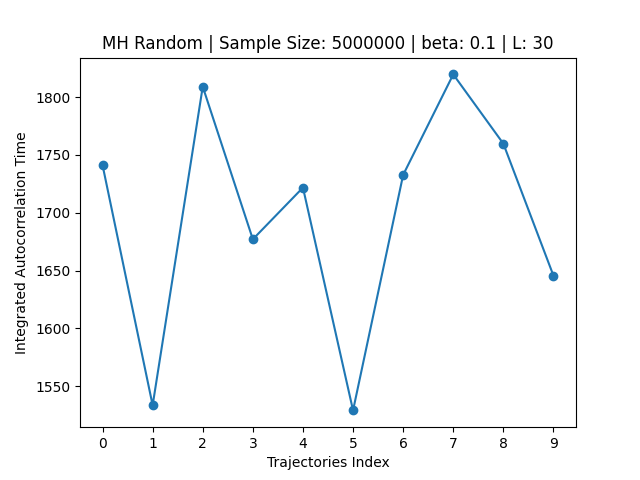 MH Random | Sample Size: 5000000 | beta: 0.1 | L: 30
Integrated Autocorrelation Time
1800
1750
1700
1650
1600
1550
0 1 2 3 4 5 6 7 8 9
Trajectories Index